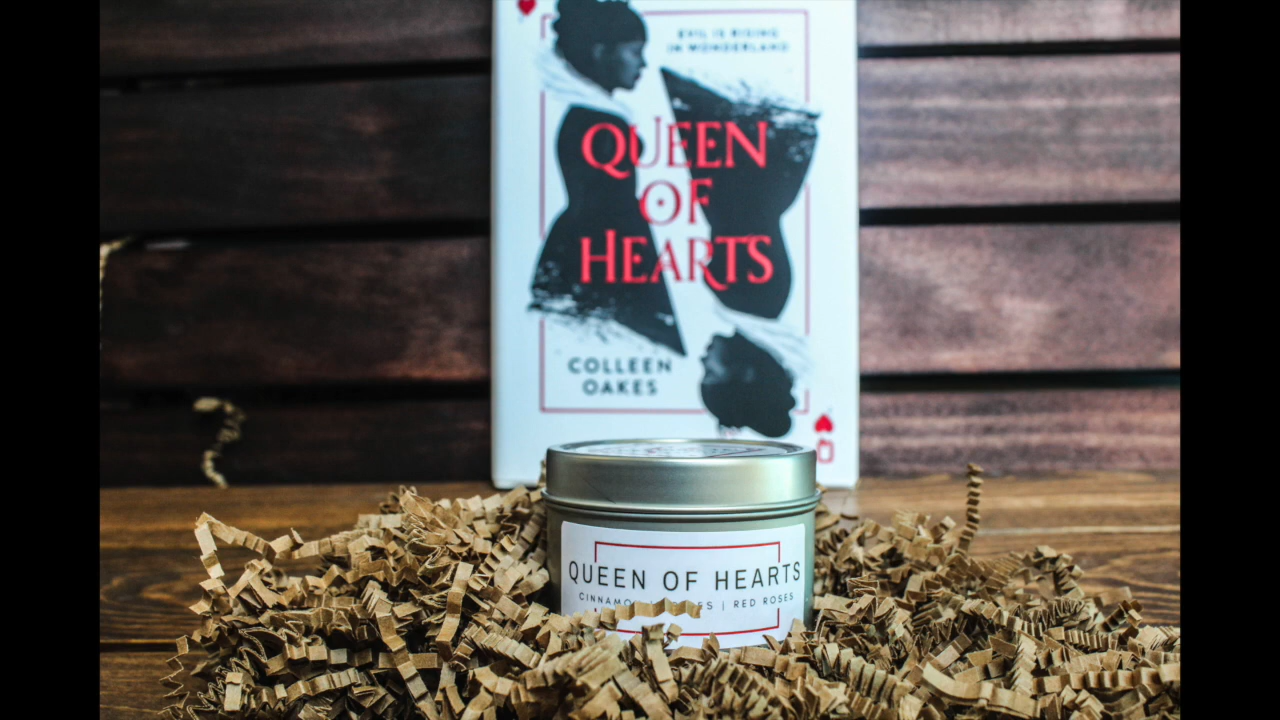 EVIL IS RISING
IN WONDERLAND
QUEEN
OF
HEARTS
COLLEEN
OAKES
Q
QUEEN OF HEARTS
| RED ROSES